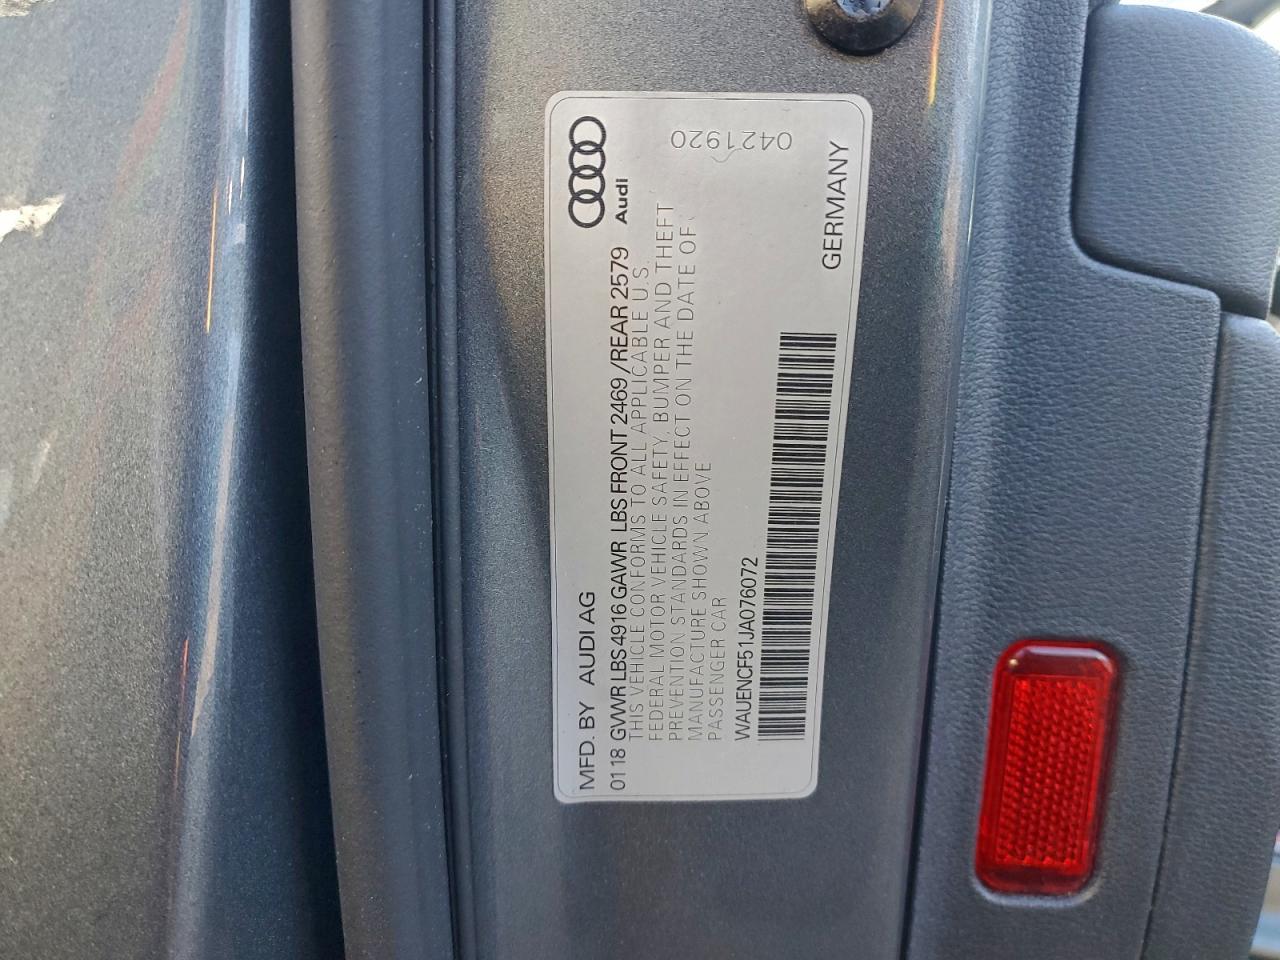 MFD. BY AUDI AG
0118 GVWR LBS 4916 GAWR LBS FRONT 2469 /REAR 2579
Audi
THIS VEHICLE CONFORMS TO ALL APPLICABLE U.S.
FEDERAL MOTOR VEHICLE SAFETY, BUMPER AND THEFT
PREVENTION STANDARDS IN EFFECT ON THE DATE OF
MANUFACTURE SHOWN ABOVE
PASSENGER CAR
0421920
WAUENCF51JA076072
GERMANY